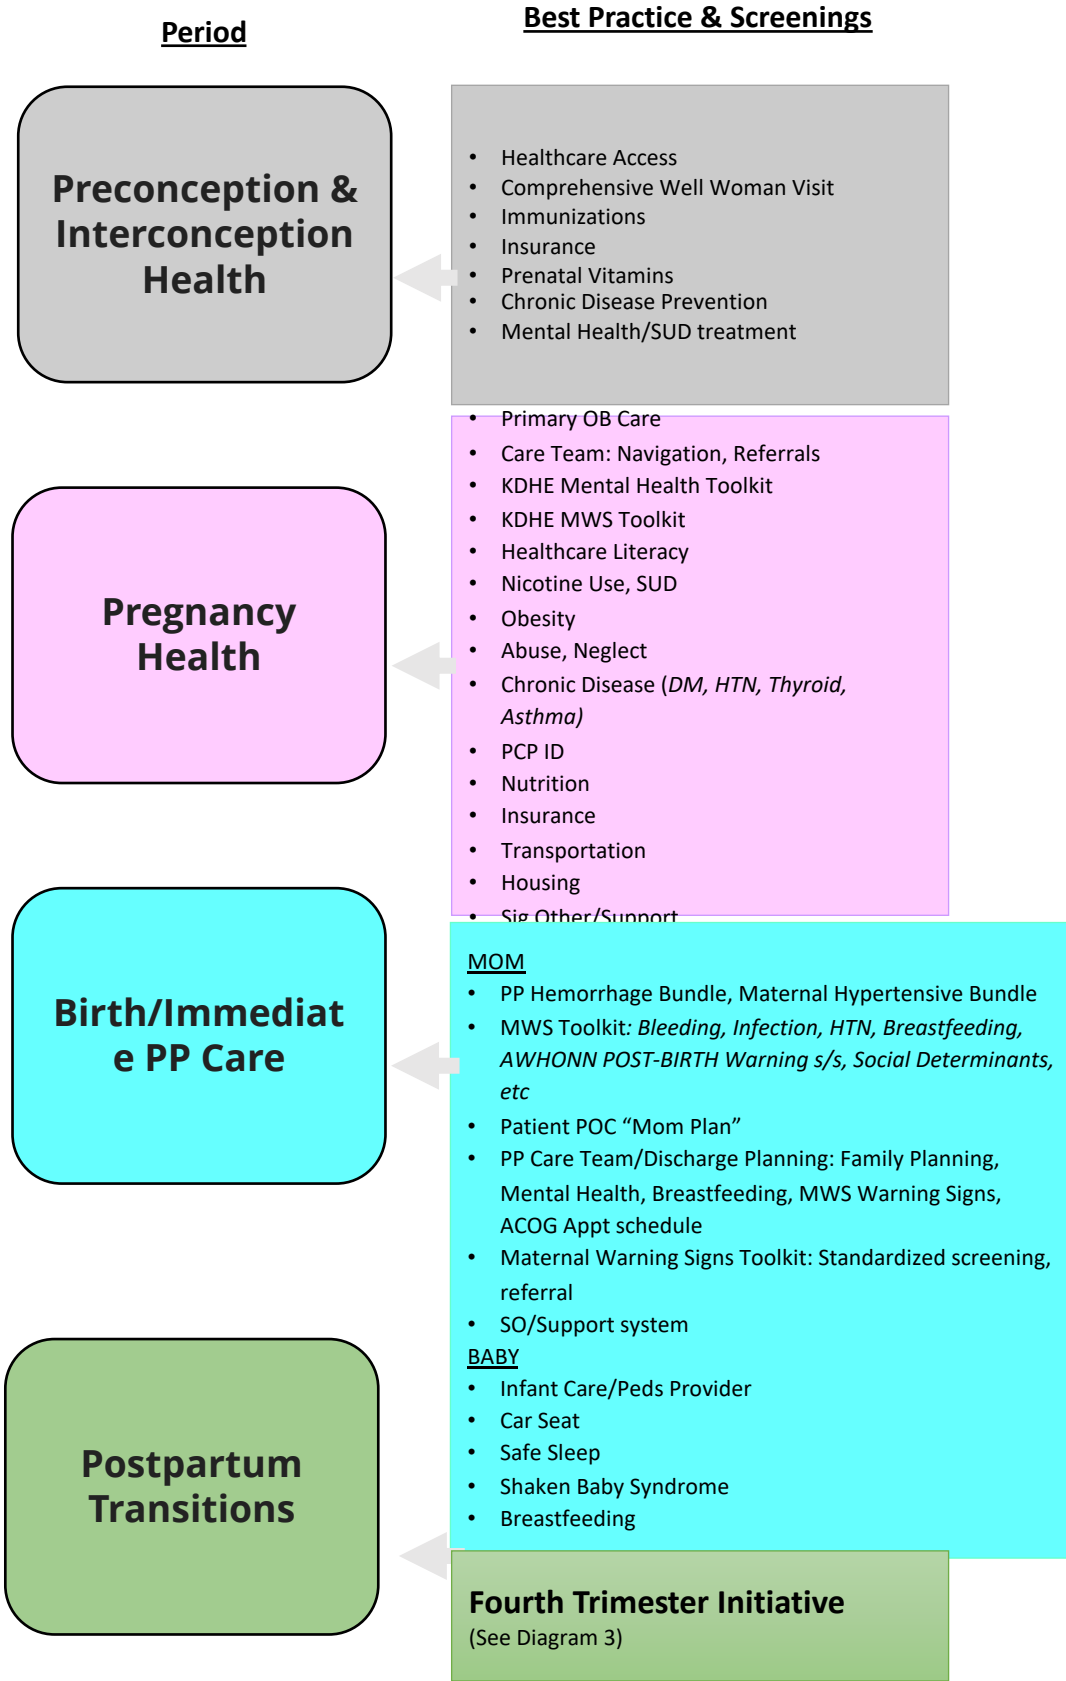 Period
Best Practice & Screenings
Preconception &
Interconception
Health
• Healthcare Access
• Comprehensive Well Woman Visit
• Immunizations
• Insurance
• Prenatal Vitamins
• Chronic Disease Prevention
• Mental Health/SUD treatment
Pregnancy
Health
• Primary OB Care
• Care Team: Navigation, Referrals
• KDHE Mental Health Toolkit
• KDHE MWS Toolkit
• Healthcare Literacy
• Nicotine Use, SUD
• Obesity
• Abuse, Neglect
• Chronic Disease (DM, HTN, Thyroid,
Asthma)
• PCP ID
• Nutrition
• Insurance
• Transportation
• Housing
• Sig Other/Support
Birth/Immediat
e PP Care
MOM
• PP Hemorrhage Bundle, Maternal Hypertensive Bundle
• MWS Toolkit: Bleeding, Infection, HTN, Breastfeeding,
AWHONN POST-BIRTH Warning s/s, Social Determinants,
etc
• Patient POC “Mom Plan”
• PP Care Team/Discharge Planning: Family Planning,
Mental Health, Breastfeeding, MWS Warning Signs,
ACOG Appt schedule
• Maternal Warning Signs Toolkit: Standardized screening,
referral
• SO/Support system
BABY
• Infant Care/Peds Provider
• Car Seat
• Safe Sleep
• Shaken Baby Syndrome
• Breastfeeding
Postpartum
Transitions
Fourth Trimester Initiative
(See Diagram 3)